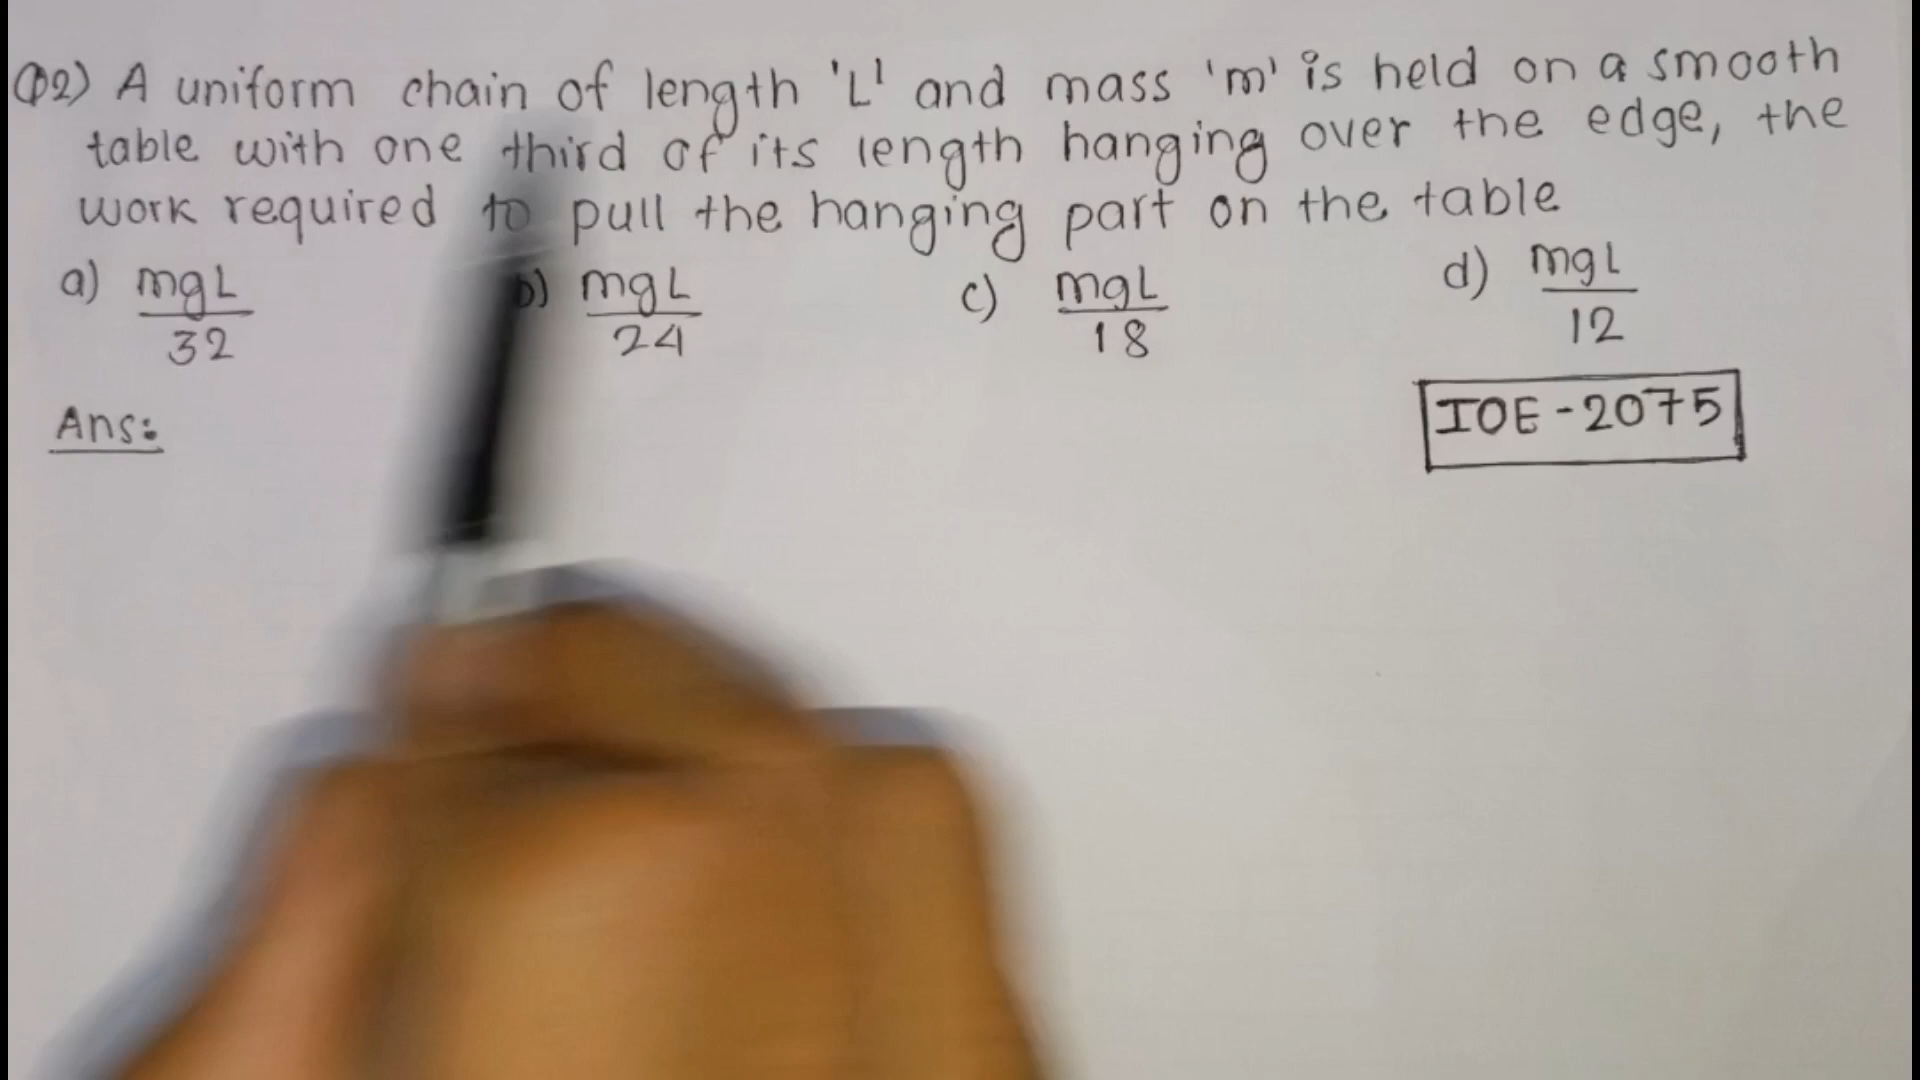 Q2) A uniform chain of length 'L' and mass 'm' is held on a smooth
table with one third of its length hanging over the edge, the
work required to pull the hanging part on the table
a) mgL/32 b) mgL/24 c) mgL/18 d) mgL/12
Ans:
IOE-2075